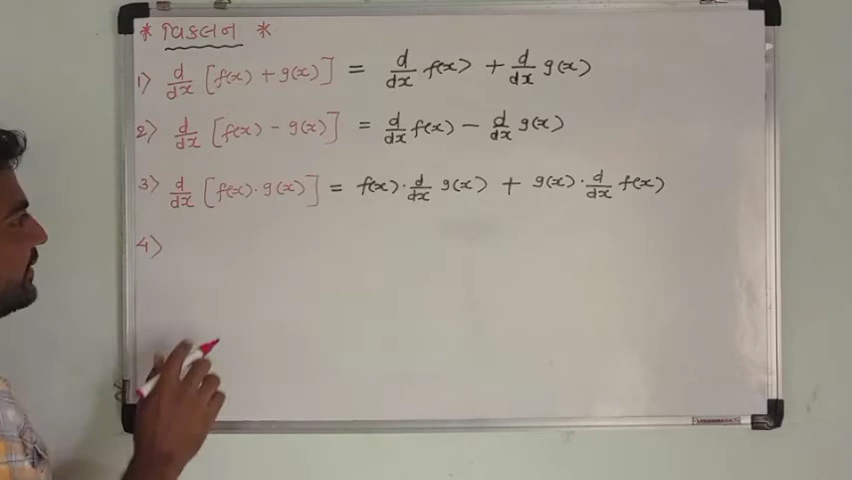 * વિકલન *
1) d/dx [f(x) + g(x)] = d/dx f(x) + d/dx g(x)
2) d/dx [f(x) - g(x)] = d/dx f(x) - d/dx g(x)
3) d/dx [f(x) · g(x)] = f(x) · d/dx g(x) + g(x) · d/dx f(x)
4)